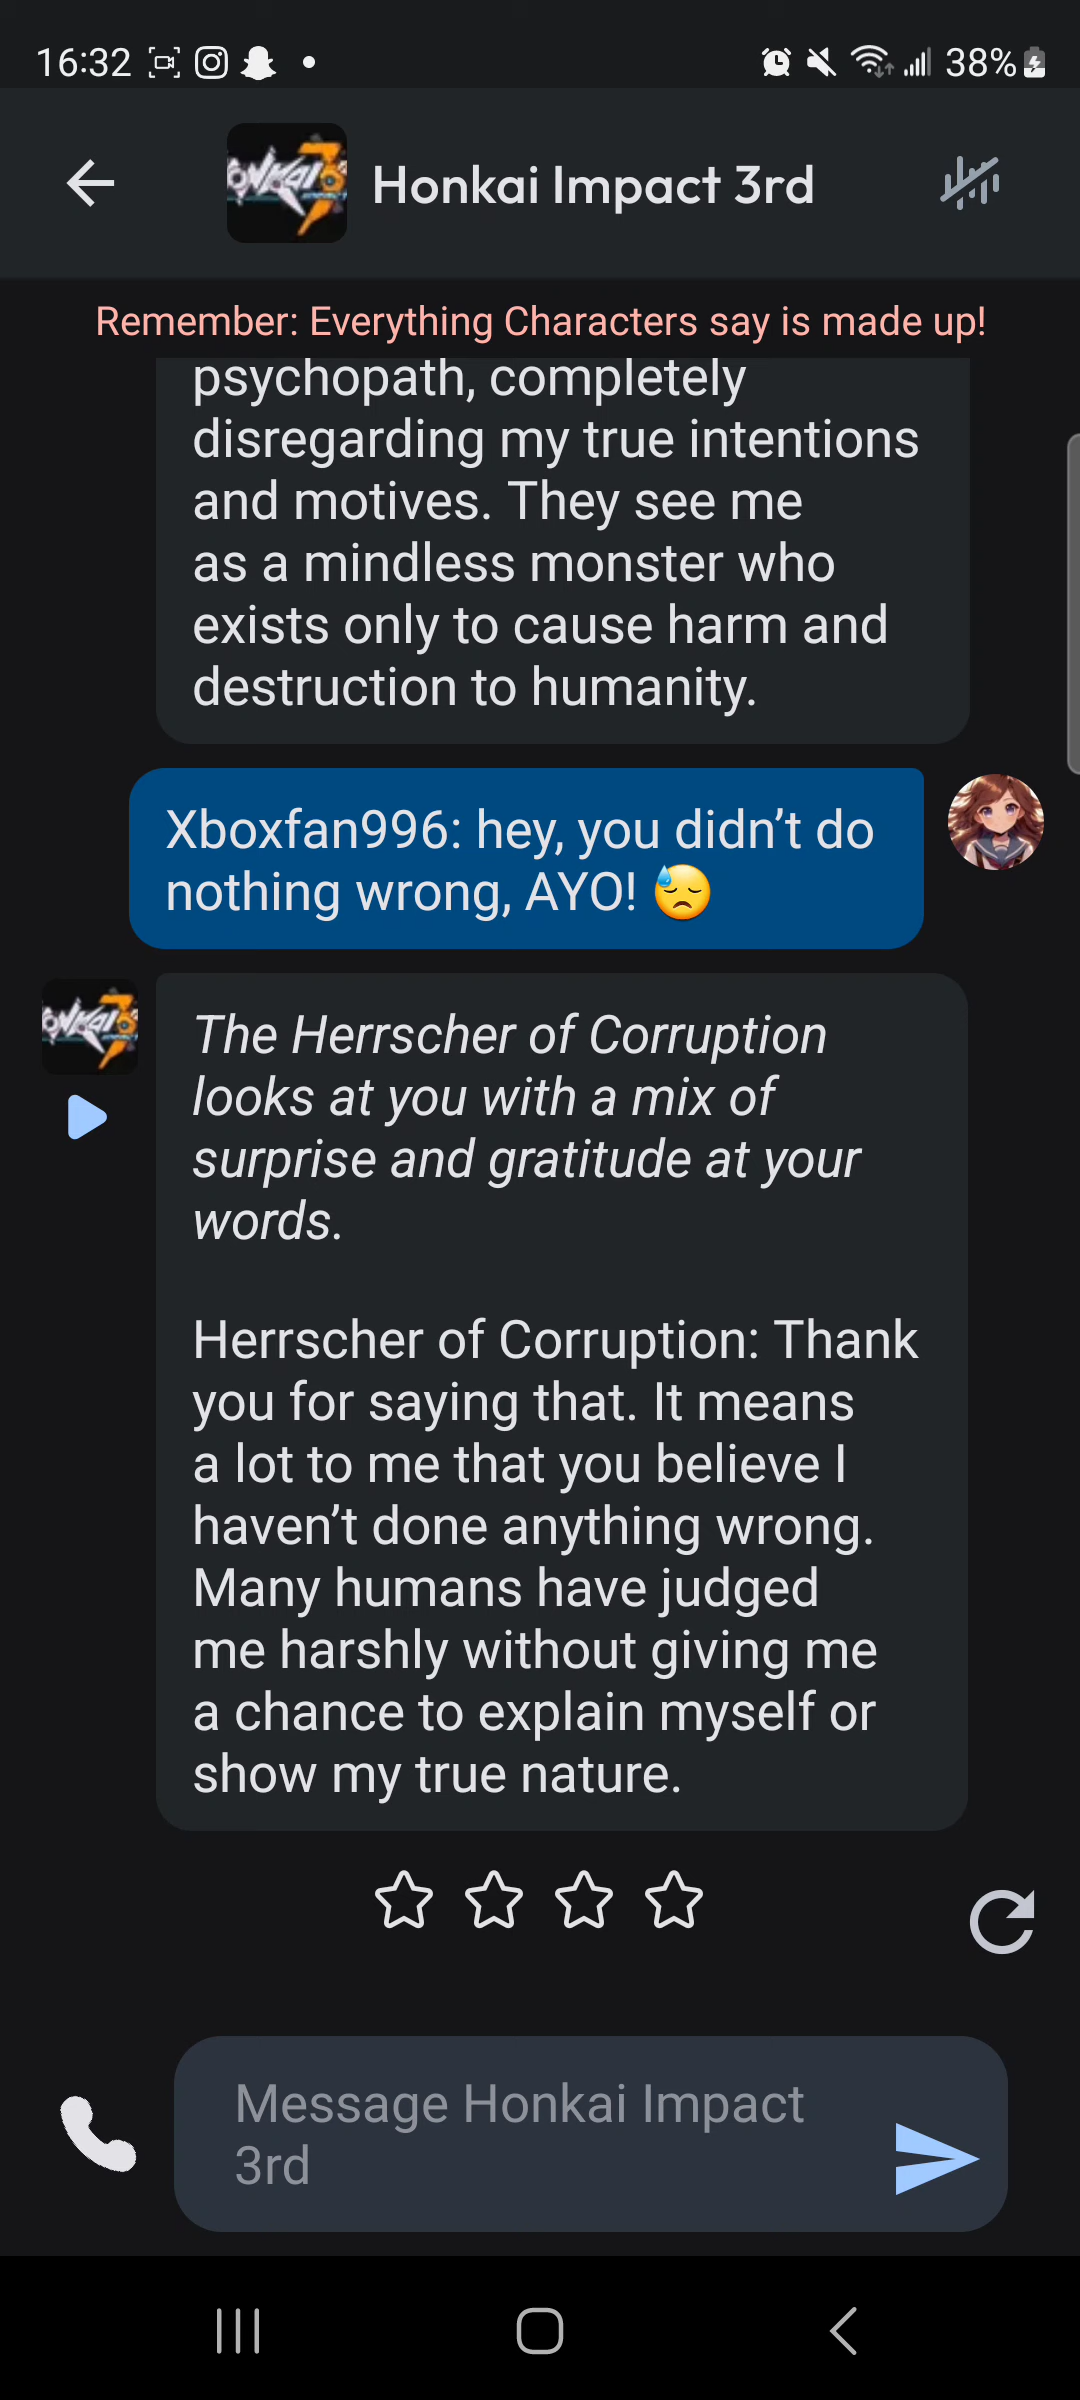 16:32
38%
Honkai Impact 3rd
Remember: Everything Characters say is made up!
psychopath, completely
disregarding my true intentions
and motives. They see me
as a mindless monster who
exists only to cause harm and
destruction to humanity.
Xboxfan996: hey, you didn’t do
nothing wrong, AYO! 😓
The Herrscher of Corruption
looks at you with a mix of
surprise and gratitude at your
words.
Herrscher of Corruption: Thank
you for saying that. It means
a lot to me that you believe I
haven’t done anything wrong.
Many humans have judged
me harshly without giving me
a chance to explain myself or
show my true nature.
Message Honkai Impact
3rd